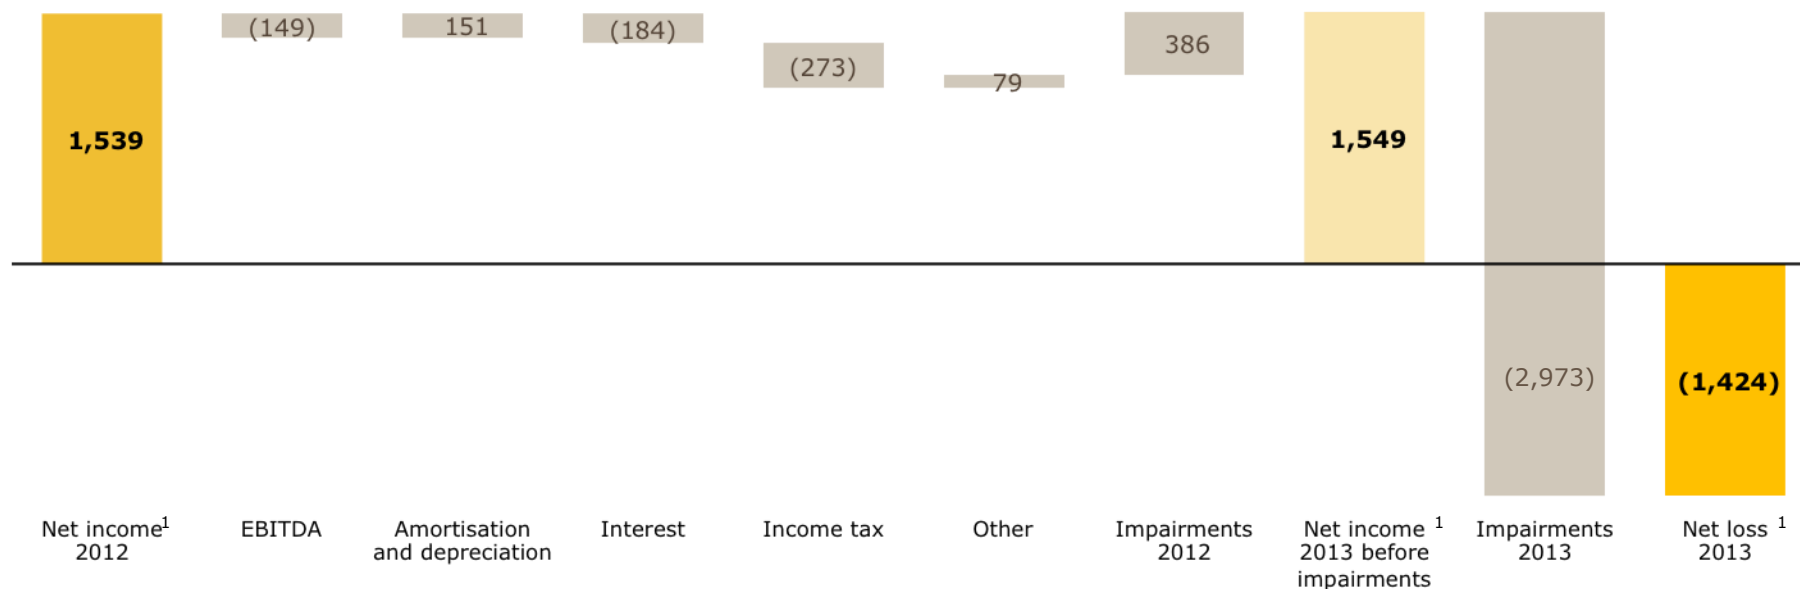 (149)
151
(184)
(273)
79
386
1,539
1,549
(2,973)
(1,424)
Net income1
2012
EBITDA
Amortisation
and depreciation
Interest
Income tax
Other
Impairments
2012
Net income 1
2013 before
impairments
Impairments
2013
Net loss 1
2013